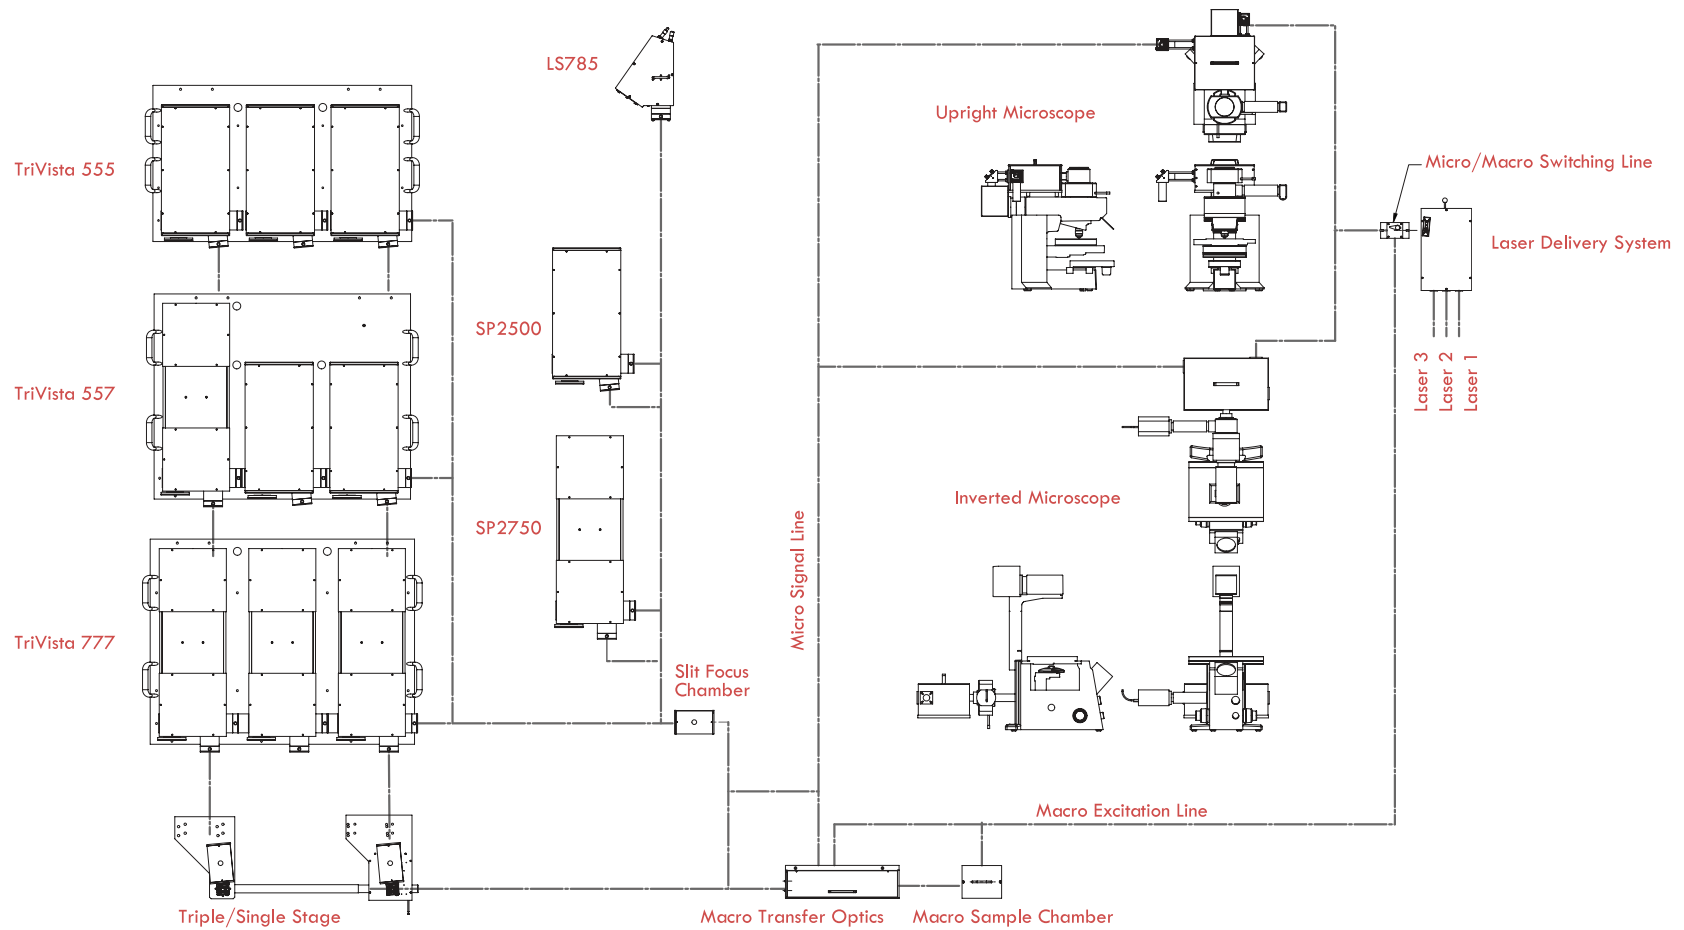 LS785
Upright Microscope
Micro/Macro Switching Line
TriVista 555
Laser Delivery System
SP2500
TriVista 557
Laser 3
Laser 2
Laser 1
Inverted Microscope
SP2750
Micro Signal Line
TriVista 777
Slit Focus
Chamber
Macro Excitation Line
Triple/Single Stage
Macro Transfer Optics
Macro Sample Chamber